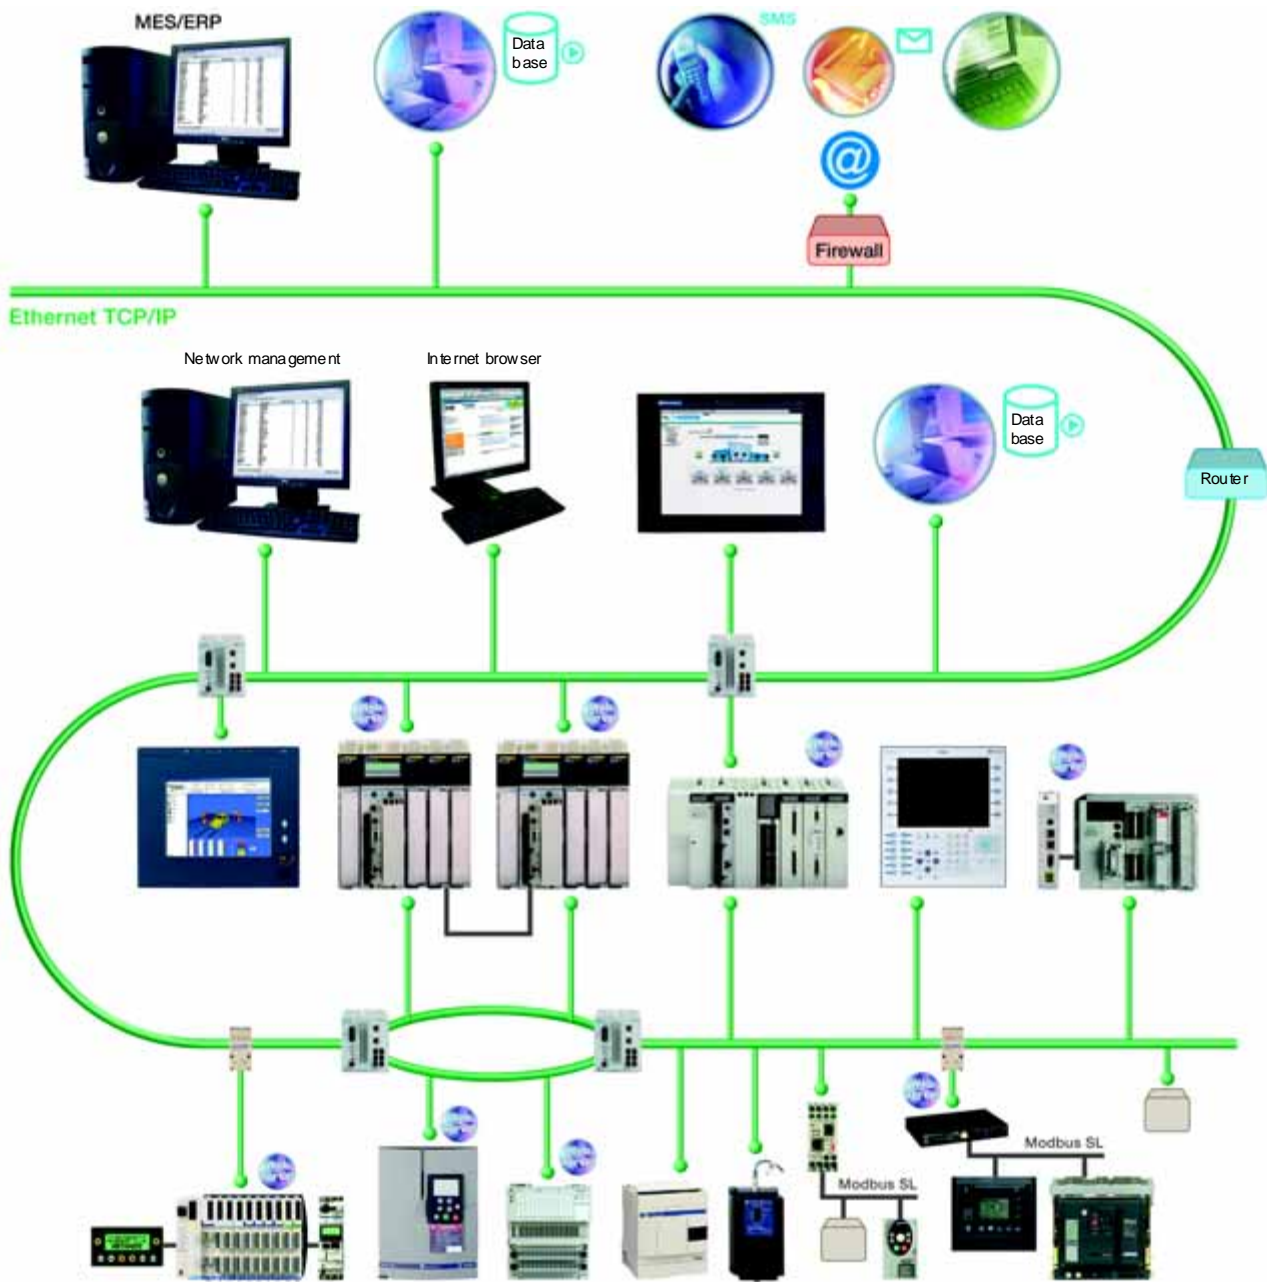 MES/ERP
Data
base
SMS
@
Firewall
Ethernet TCP/IP
Network management
Internet browser
Data
base
Router
Modbus SL
Modbus SL